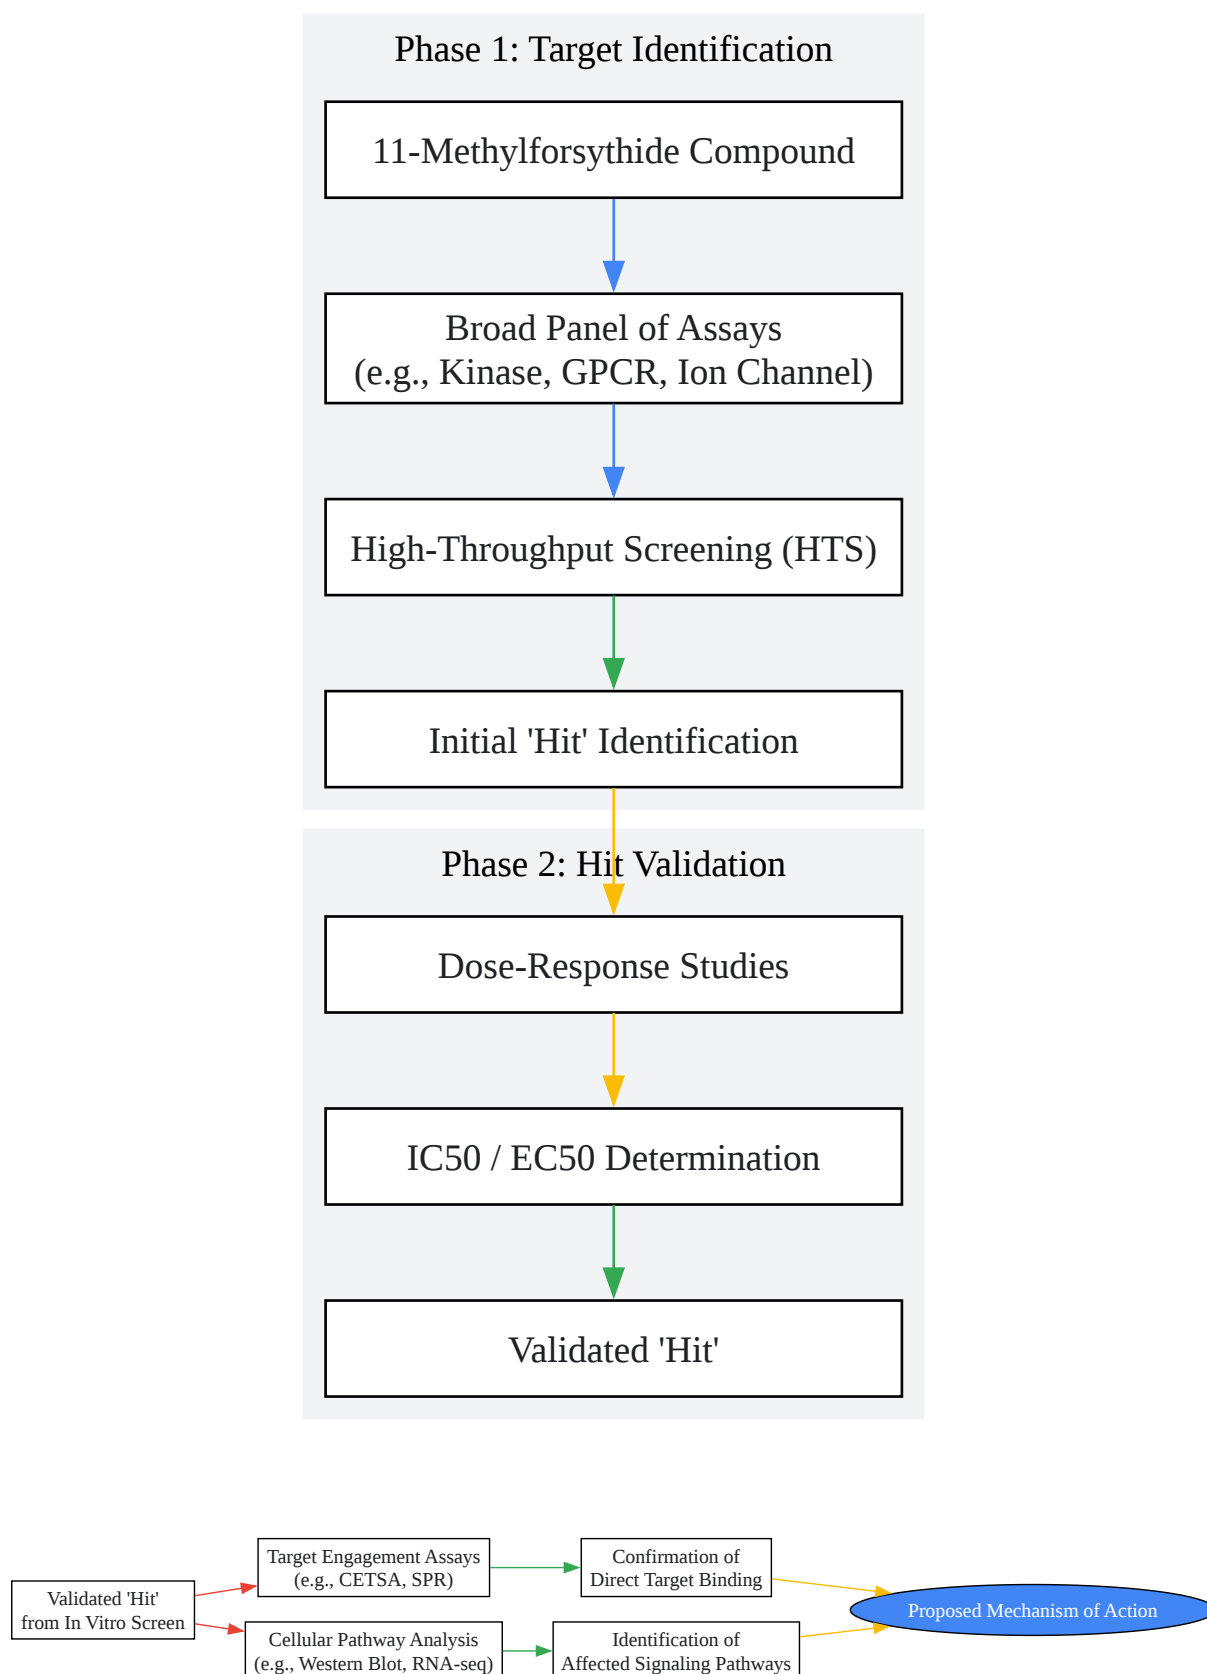 Phase 1: Target Identification
11-Methylforsythide Compound
Broad Panel of Assays
(e.g., Kinase, GPCR, Ion Channel)
High-Throughput Screening (HTS)
Initial 'Hit' Identification
Phase 2: Hit Validation
Dose-Response Studies
IC50 / EC50 Determination
Validated 'Hit'
Validated 'Hit'
from In Vitro Screen
Target Engagement Assays
(e.g., CETSA, SPR)
Confirmation of
Direct Target Binding
Cellular Pathway Analysis
(e.g., Western Blot, RNA-seq)
Identification of
Affected Signaling Pathways
Proposed Mechanism of Action